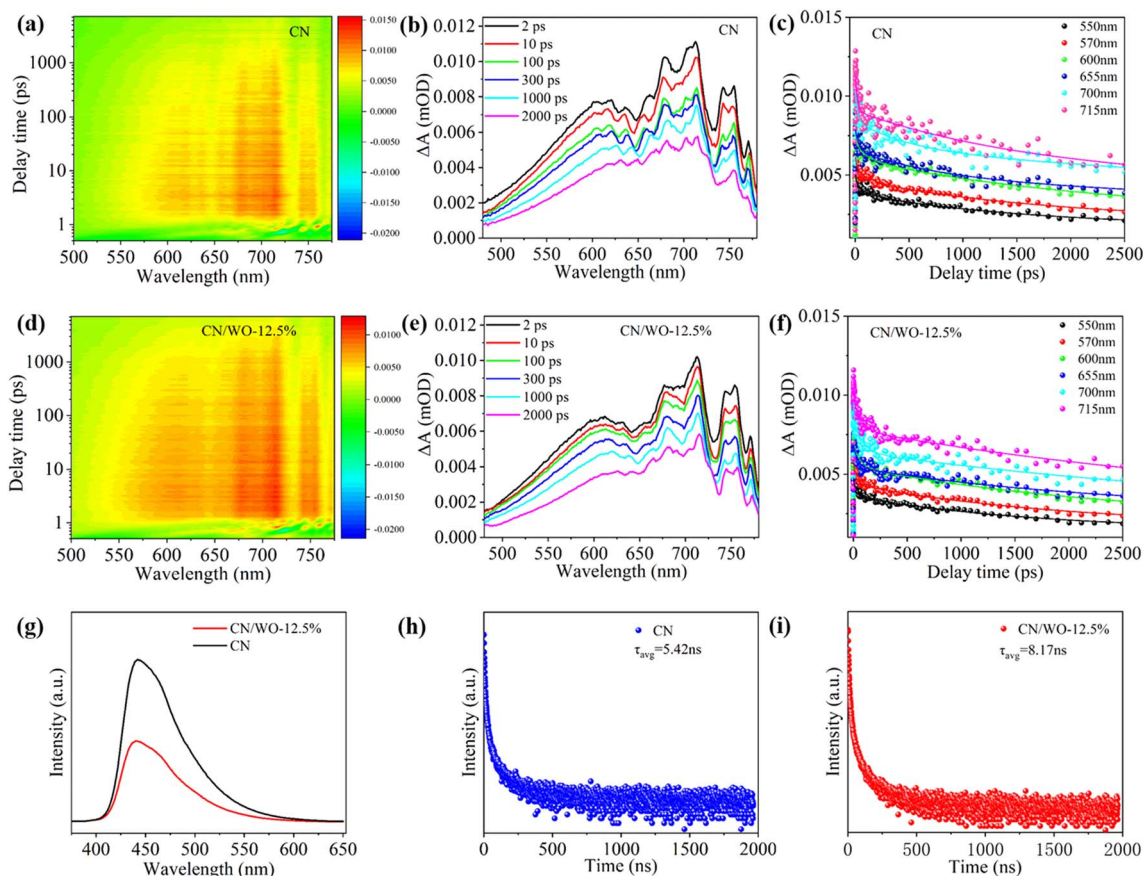 (a)
CN
Delay time (ps)
1000
100
10
1
500 550 600 650 700 750
Wavelength (nm)
0.0150
0.0100
0.00500
0.000
-0.00500
-0.0100
-0.0150
-0.0200
(b)
CN
2 ps
10 ps
100 ps
300 ps
1000 ps
2000 ps
ΔA (mOD)
0.012
0.010
0.008
0.006
0.004
0.002
0.000
500 550 600 650 700 750
Wavelength (nm)
(c)
CN
550nm
570nm
600nm
655nm
700nm
715nm
ΔA (mOD)
0.015
0.010
0.005
0 500 1000 1500 2000 2500
Delay time (ps)
(d)
CN/WO-12.5%
Delay time (ps)
1000
100
10
1
500 550 600 650 700 750
Wavelength (nm)
0.0100
0.00500
0.000
-0.00500
-0.0100
-0.0150
-0.0200
(e)
CN/WO-12.5%
2 ps
10 ps
100 ps
300 ps
1000 ps
2000 ps
ΔA (mOD)
0.012
0.010
0.008
0.006
0.004
0.002
0.000
500 550 600 650 700 750
Wavelength (nm)
(f)
CN/WO-12.5%
550nm
570nm
600nm
655nm
700nm
715nm
ΔA (mOD)
0.015
0.010
0.005
0 500 1000 1500 2000 2500
Delay time (ps)
(g)
CN/WO-12.5%
CN
Intensity (a.u.)
400 450 500 550 600 650
Wavelength (nm)
(h)
CN
τavg=5.42ns
Intensity (a.u.)
0 500 1000 1500 2000
Time (ns)
(i)
CN/WO-12.5%
τavg=8.17ns
Intensity (a.u.)
0 500 1000 1500 2000
Time (ns)